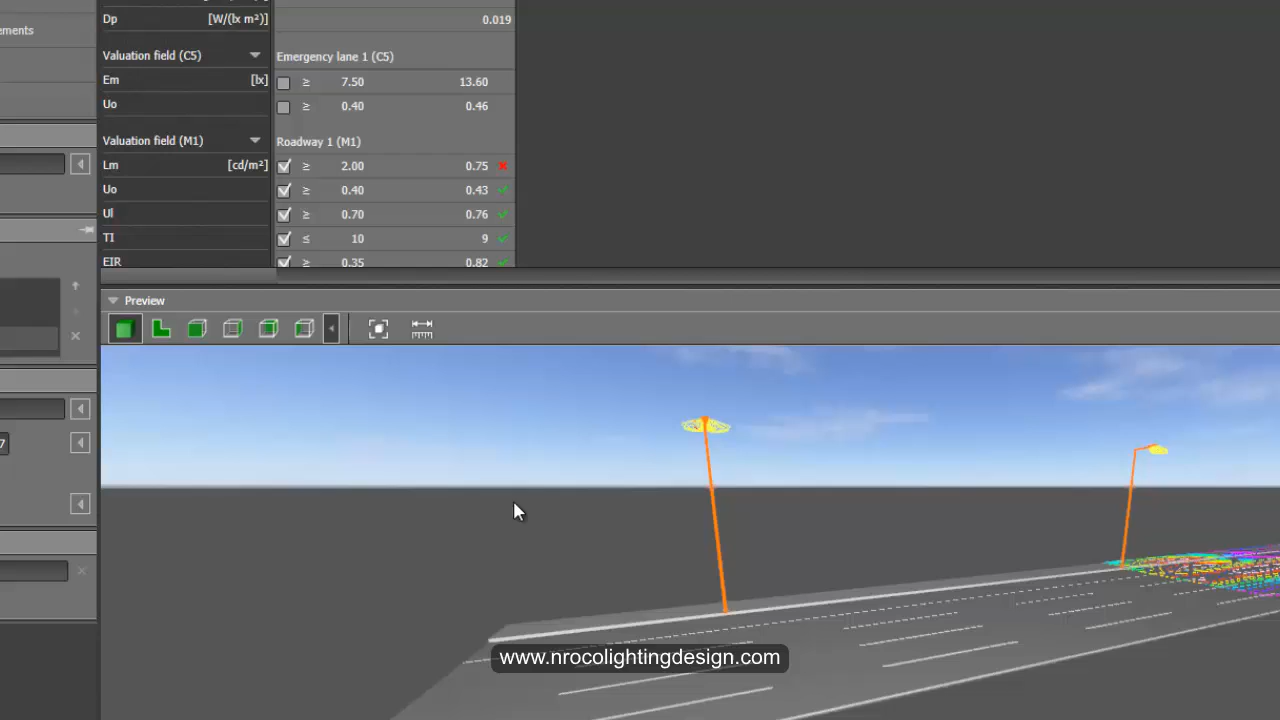 ements
Dp [W/(lx m²)] 0.019
Valuation field (C5) Emergency lane 1 (C5)
Em [lx] ≥ 7.50 13.60
Uo ≥ 0.40 0.46
Valuation field (M1) Roadway 1 (M1)
Lm [cd/m²] ≥ 2.00 0.75
Uo ≥ 0.40 0.43
Ul ≥ 0.70 0.76
TI ≤ 10 9
EIR ≥ 0.35 0.82
Preview
7
www.nrocolightingdesign.com